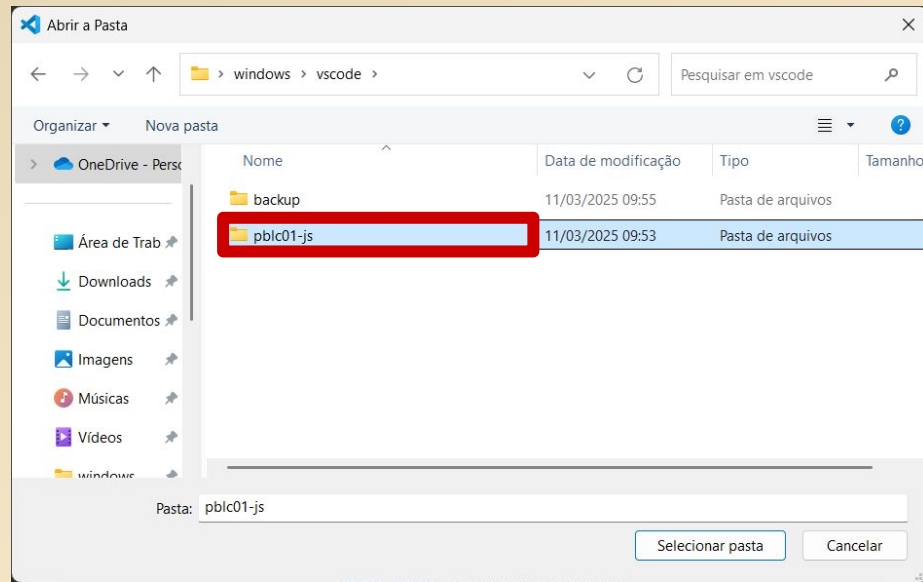 Abrir a Pasta
windows > vscode >
Pesquisar em vscode
Organizar Nova pasta
OneDrive - Perso
Nome Data de modificação Tipo Tamanho
backup 11/03/2025 09:55 Pasta de arquivos
pblc01-js 11/03/2025 09:53 Pasta de arquivos
Área de Trab
Downloads
Documentos
Imagens
Músicas
Vídeos
windows
Pasta: pblc01-js
Selecionar pasta Cancelar